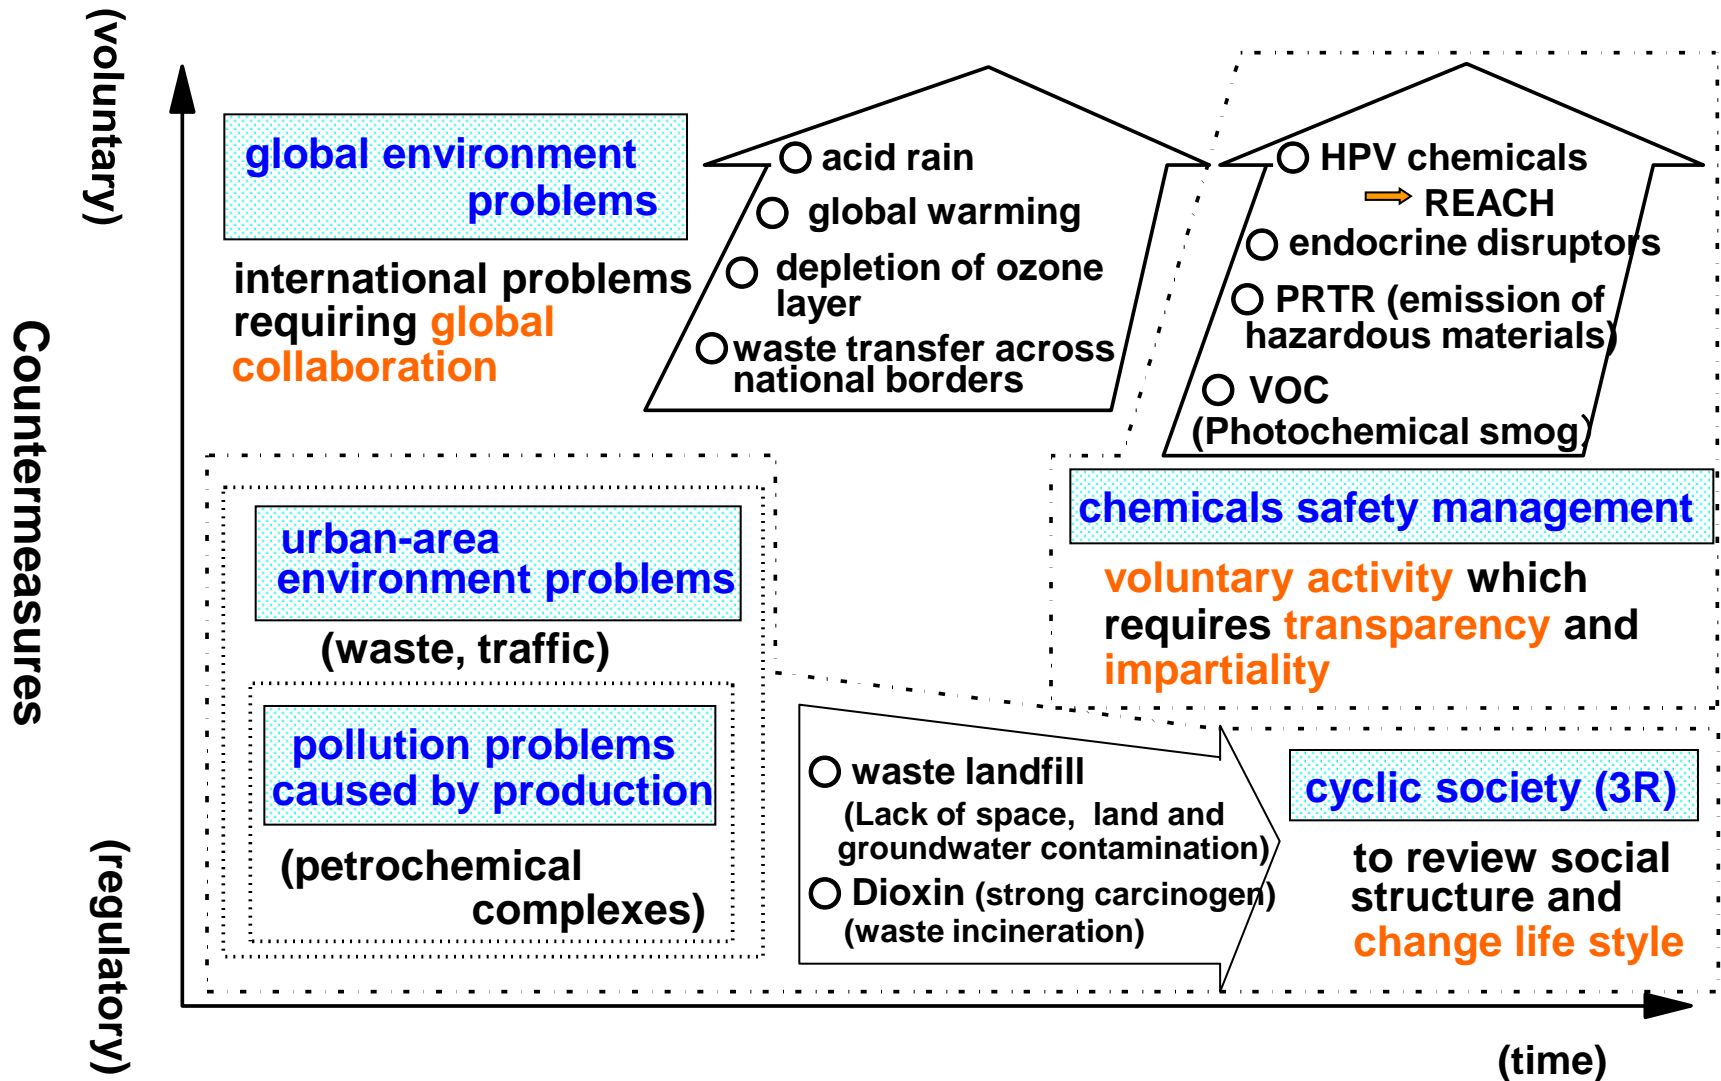 (voluntary)
Countermeasures
(regulatory)
global environment
problems
international problems
requiring global
collaboration
acid rain
global warming
depletion of ozone
layer
waste transfer across
national borders
HPV chemicals
REACH
endocrine disruptors
PRTR (emission of
hazardous materials)
VOC
(Photochemical smog)
chemicals safety management
voluntary activity which
requires transparency and
impartiality
urban-area
environment problems
(waste, traffic)
pollution problems
caused by production
(petrochemical
complexes)
waste landfill
(Lack of space, land and
groundwater contamination)
Dioxin (strong carcinogen)
(waste incineration)
cyclic society (3R)
to review social
structure and
change life style
(time)